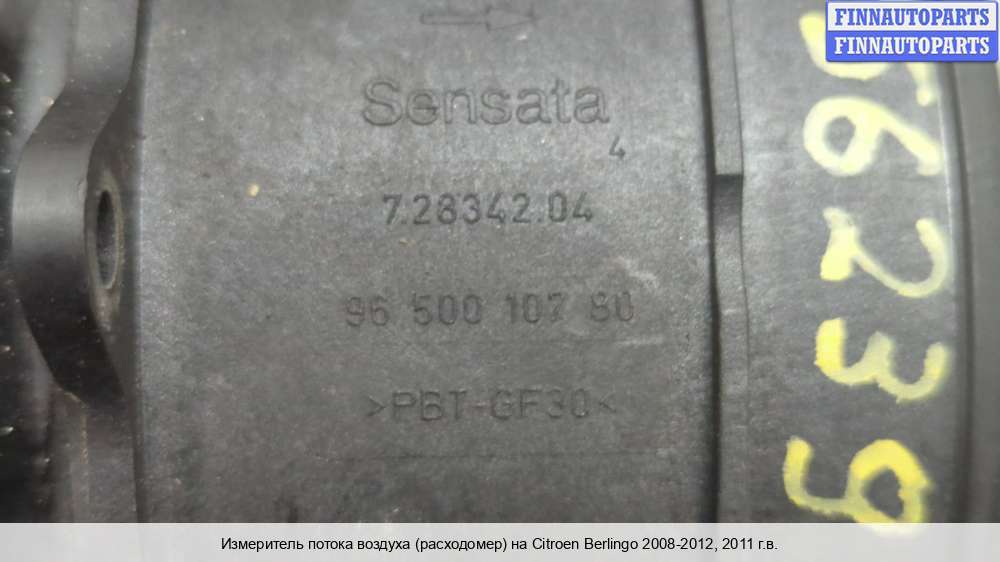 FINNAUTOPARTS
FINNAUTOPARTS
Sensata
4
7.28342.04
96 500 107 80
>PBT-GF30<
56239
Измеритель потока воздуха (расходомер) на Citroen Berlingo 2008-2012, 2011 г.в.